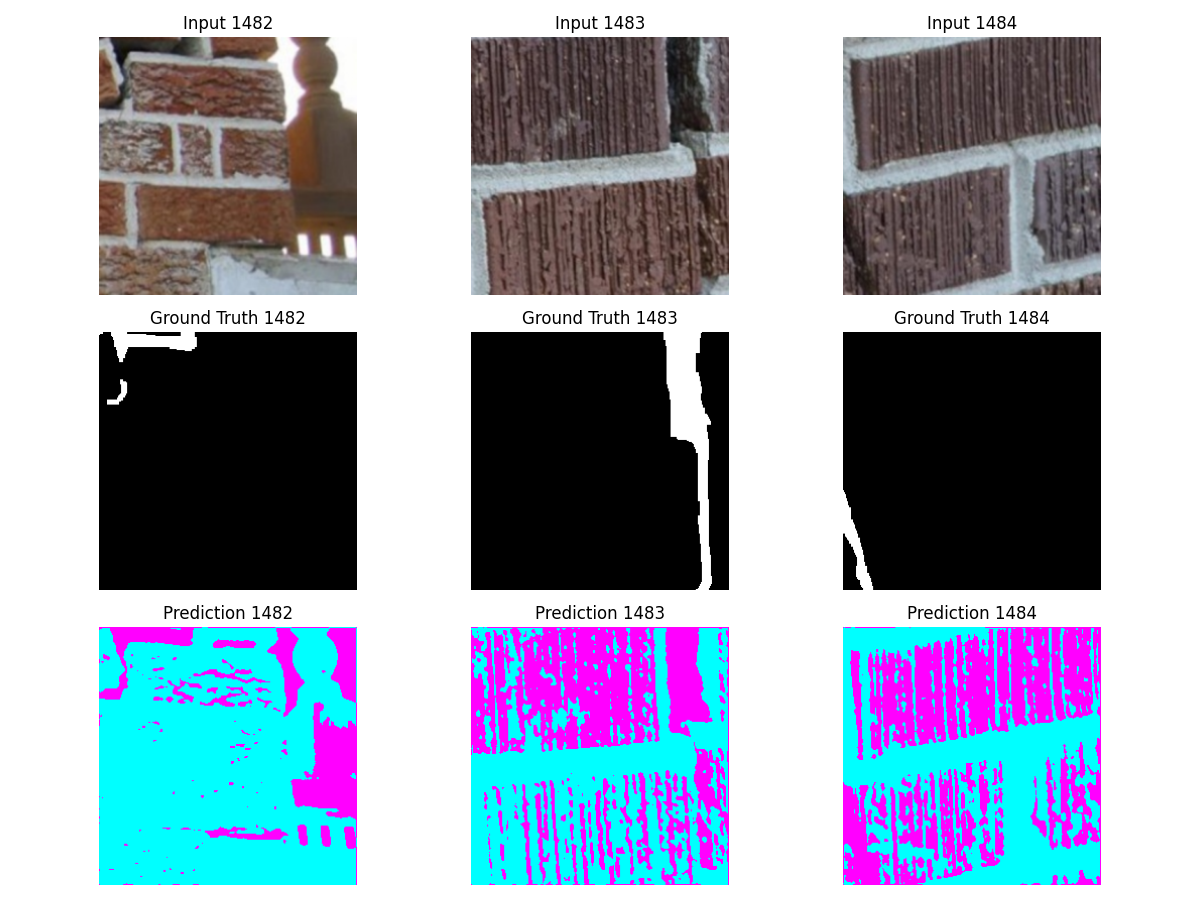 Input 1482
Input 1483
Input 1484
Ground Truth 1482
Ground Truth 1483
Ground Truth 1484
Prediction 1482
Prediction 1483
Prediction 1484